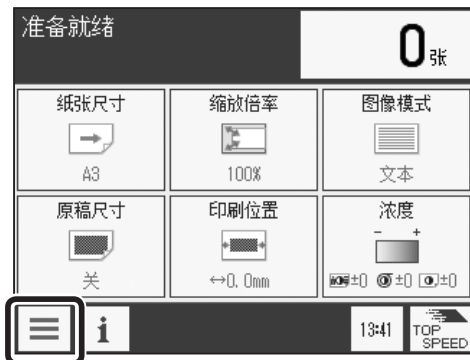 准备就绪
0张
纸张尺寸
A3
缩放倍率
100%
图像模式
文本
原稿尺寸
关
印刷位置
↔0.0mm
浓度
- +
±0 ±0 ±0
i
13:41
TOP
SPEED